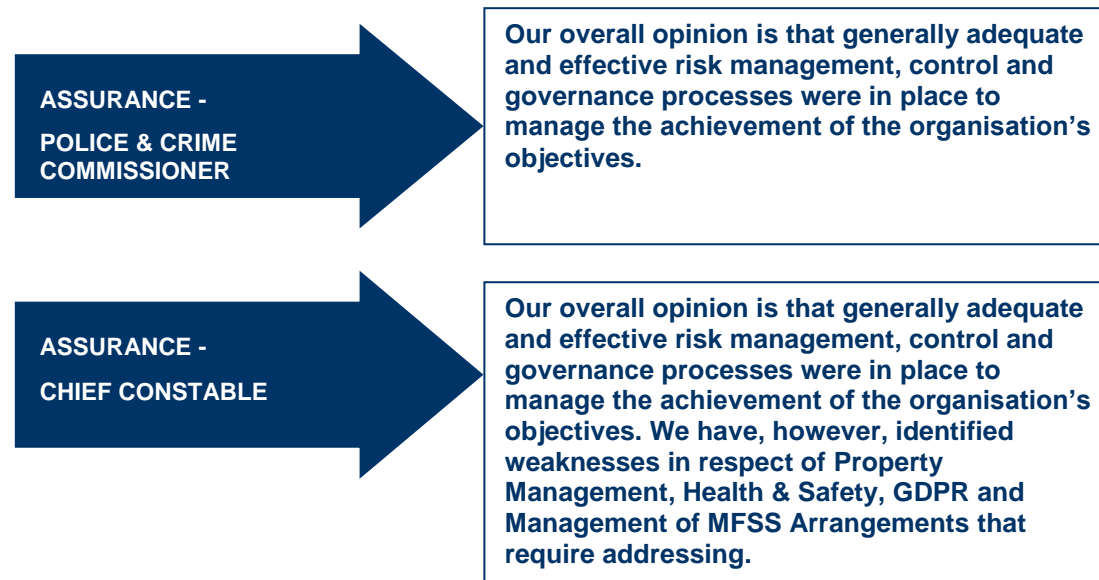 ASSURANCE -
POLICE & CRIME
COMMISSIONER
Our overall opinion is that generally adequate
and effective risk management, control and
governance processes were in place to
manage the achievement of the organisation's
objectives.
ASSURANCE -
CHIEF CONSTABLE
Our overall opinion is that generally adequate
and effective risk management, control and
governance processes were in place to
manage the achievement of the organisation's
objectives. We have, however, identified
weaknesses in respect of Property
Management, Health & Safety, GDPR and
Management of MFSS Arrangements that
require addressing.